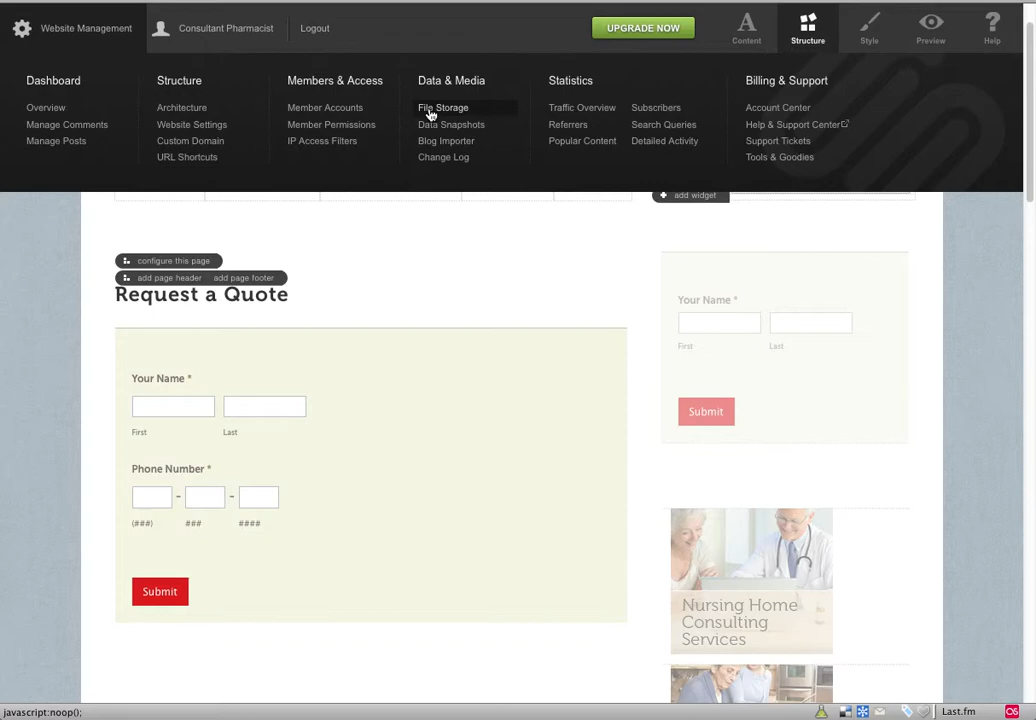 Website Management
Consultant Pharmacist
Logout
UPGRADE NOW
Content
Structure
Style
Preview
Help
Dashboard
Overview
Manage Comments
Manage Posts
Structure
Architecture
Website Settings
Custom Domain
URL Shortcuts
Members & Access
Member Accounts
Member Permissions
IP Access Filters
Data & Media
File Storage
Data Snapshots
Blog Importer
Change Log
Statistics
Traffic Overview
Referrers
Popular Content
Subscribers
Search Queries
Detailed Activity
Billing & Support
Account Center
Help & Support Center
Support Tickets
Tools & Goodies
add widget
configure this page
add page header add page footer
Request a Quote
Your Name *
First Last
Phone Number *
- -
(###) ### ####
Submit
Your Name *
First Last
Submit
Nursing Home
Consulting
Services
javascript:noop();
Last.fm